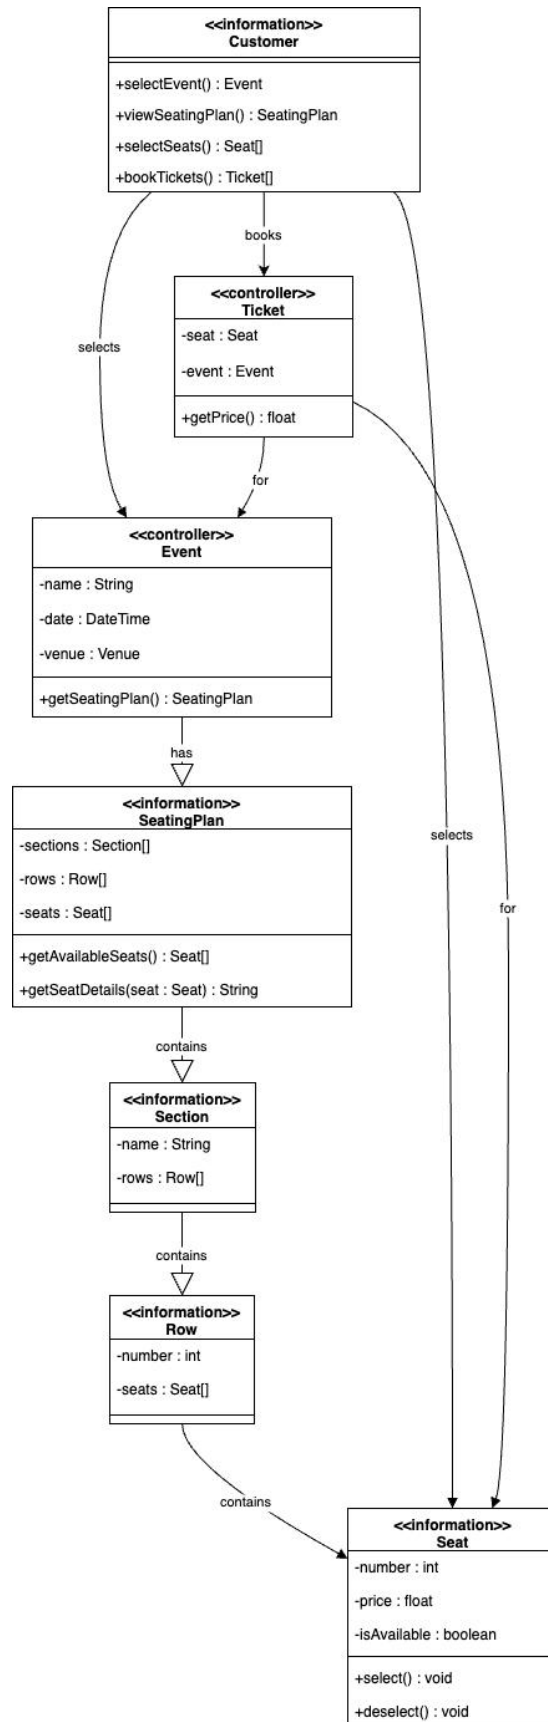 <<information>>
Customer
+selectEvent() : Event
+viewSeatingPlan() : SeatingPlan
+selectSeats() : Seat[]
+bookTickets() : Ticket[]
books
<<controller>>
Ticket
-seat : Seat
-event : Event
+getPrice() : float
selects
for
<<controller>>
Event
-name : String
-date : DateTime
-venue : Venue
+getSeatingPlan() : SeatingPlan
has
<<information>>
SeatingPlan
-sections : Section[]
-rows : Row[]
-seats : Seat[]
+getAvailableSeats() : Seat[]
+getSeatDetails(seat : Seat) : String
selects
for
contains
<<information>>
Section
-name : String
-rows : Row[]
contains
<<information>>
Row
-number : int
-seats : Seat[]
contains
<<information>>
Seat
-number : int
-price : float
-isAvailable : boolean
+select() : void
+deselect() : void